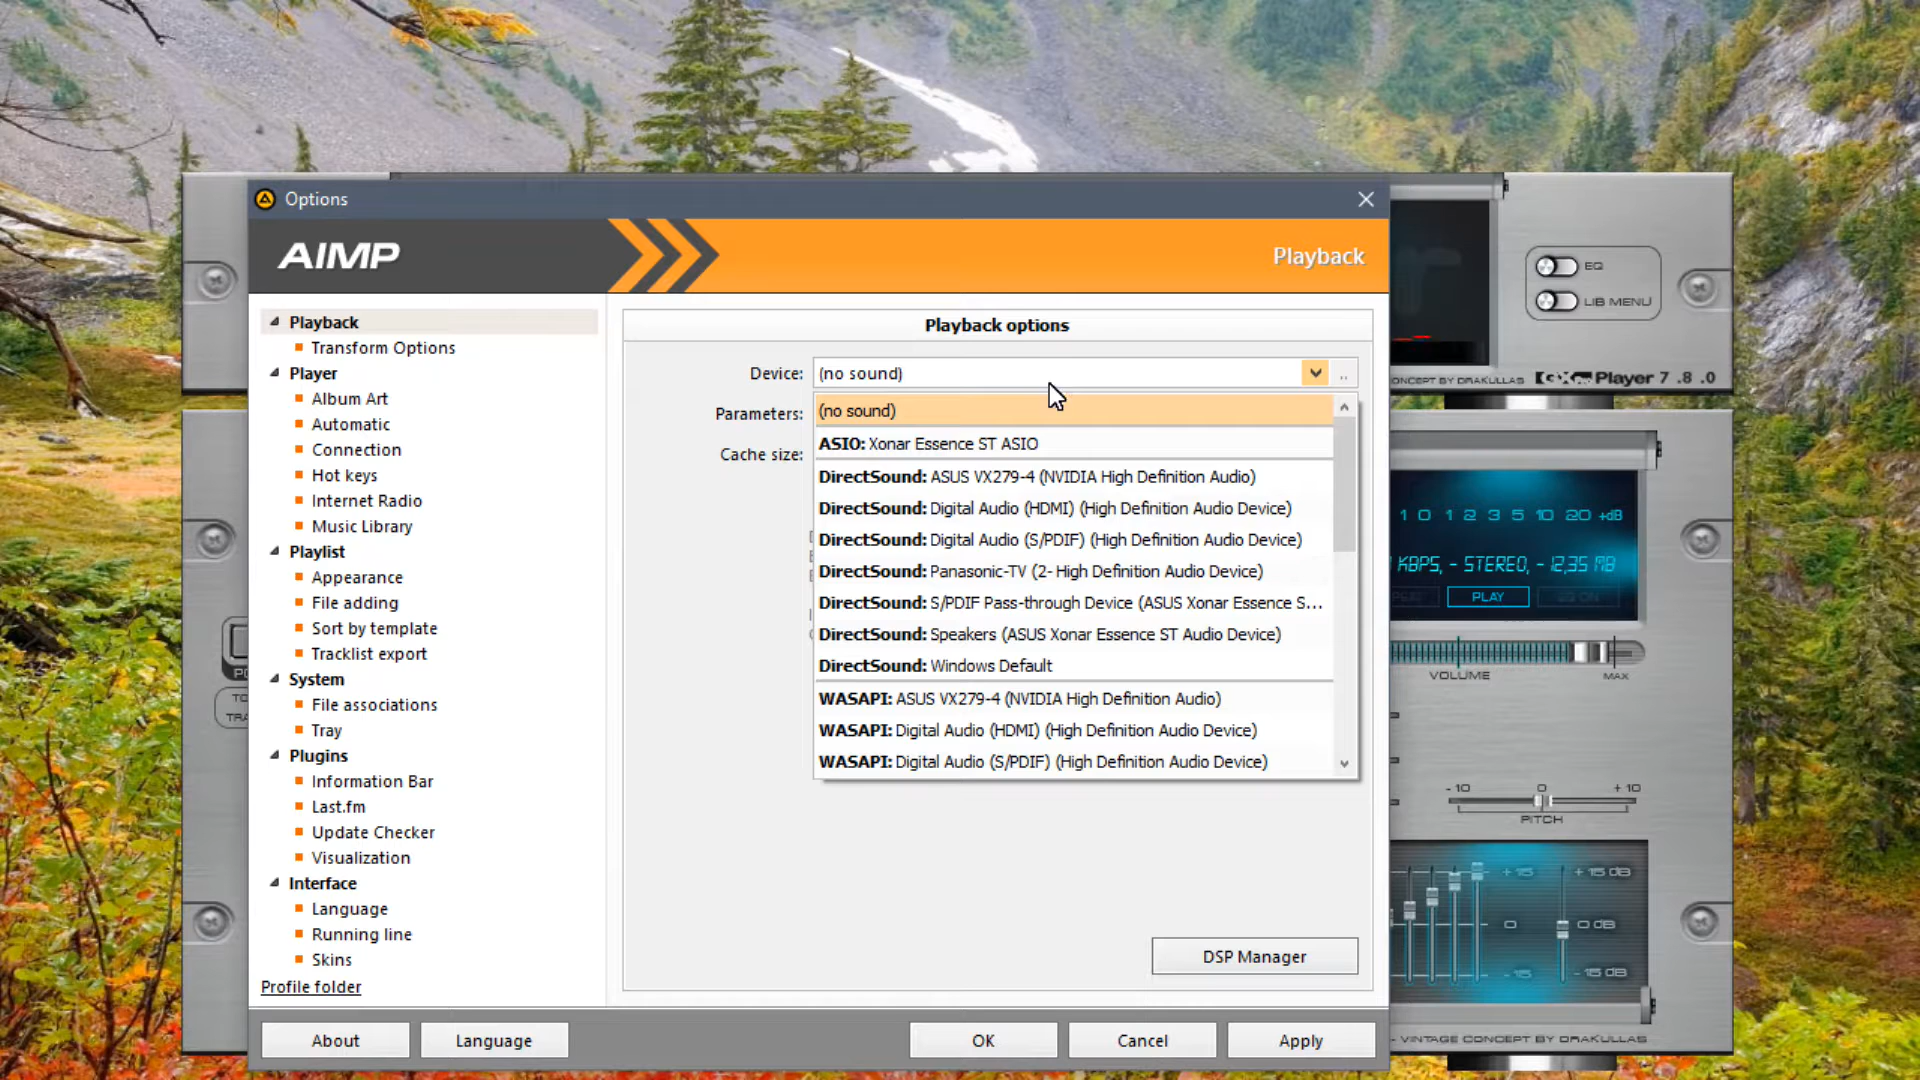 Options
AIMP
Playback
Playback
Transform Options
Player
Album Art
Automatic
Connection
Hot keys
Internet Radio
Music Library
Playlist
Appearance
File adding
Sort by template
Tracklist export
System
File associations
Tray
Plugins
Information Bar
Last.fm
Update Checker
Visualization
Interface
Language
Running line
Skins
Profile folder
Playback options
Device: (no sound) ..
Parameters:
Cache size:
(no sound)
ASIO: Xonar Essence ST ASIO
DirectSound: ASUS VX279-4 (NVIDIA High Definition Audio)
DirectSound: Digital Audio (HDMI) (High Definition Audio Device)
DirectSound: Digital Audio (S/PDIF) (High Definition Audio Device)
DirectSound: Panasonic-TV (2- High Definition Audio Device)
DirectSound: S/PDIF Pass-through Device (ASUS Xonar Essence S...
DirectSound: Speakers (ASUS Xonar Essence ST Audio Device)
DirectSound: Windows Default
WASAPI: ASUS VX279-4 (NVIDIA High Definition Audio)
WASAPI: Digital Audio (HDMI) (High Definition Audio Device)
WASAPI: Digital Audio (S/PDIF) (High Definition Audio Device)
DSP Manager
About
Language
OK
Cancel
Apply
EQ
LIB MENU
CONCEPT BY DRAKULLAS
Player 7 .8 .0
1 0 1 2 3 5 10 20 +dB
KBPS, - STEREO, - 12,35 MB
PLAY
VOLUME
MAX
- 10 0 + 10
PITCH
+ 15 + 15 dB
0 0 dB
- 15 - 15 dB
- VINTAGE CONCEPT BY DRAKULLAS